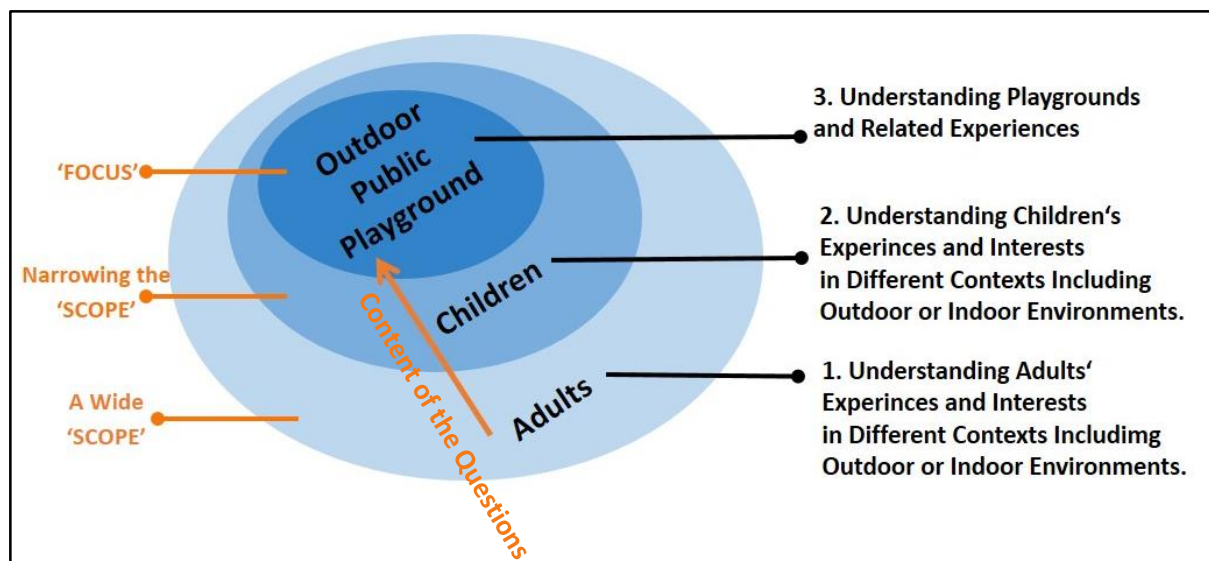 ‘FOCUS’
Narrowing the
‘SCOPE’
A Wide
‘SCOPE’
Outdoor
Public
Playground
Children
Adults
Content of the Questions
3. Understanding Playgrounds
and Related Experiences
2. Understanding Children‘s
Experinces and Interests
in Different Contexts Including
Outdoor or Indoor Environments.
1. Understanding Adults‘
Experinces and Interests
in Different Contexts Includimg
Outdoor or Indoor Environments.